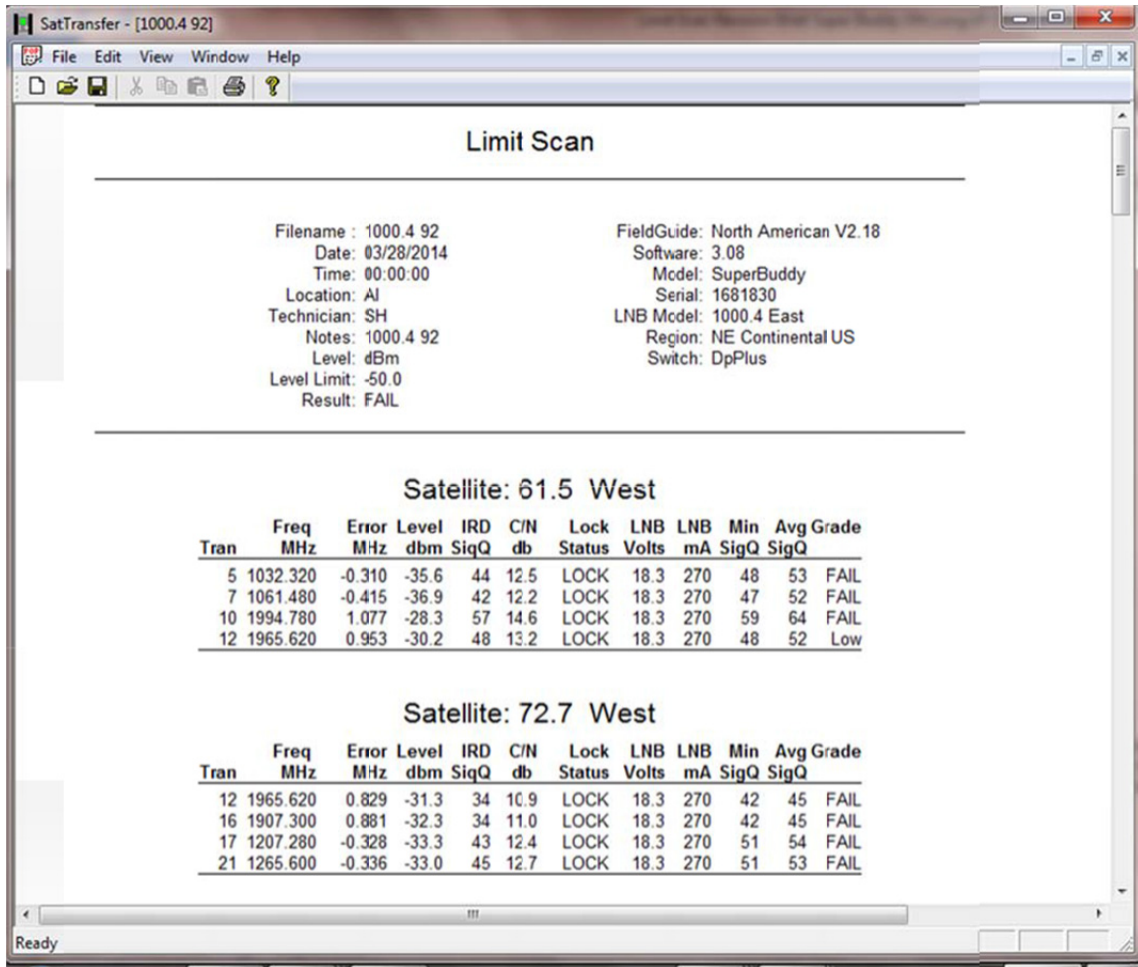 SatTransfer - [1000.4 92]
File Edit View Window Help
Limit Scan
Filename : 1000.4 92
Date: 03/28/2014
Time: 00:00:00
Location: Al
Technician: SH
Notes: 1000.4 92
Level: dBm
Level Limit: -50.0
Result: FAIL
FieldGuide: North American V2.18
Software: 3.08
Model: SuperBuddy
Serial: 1681830
LNB Model: 1000.4 East
Region: NE Continental US
Switch: DpPlus
Satellite: 61.5 West
Freq Error Level IRD C/N Lock LNB LNB Min Avg Grade
Tran MHz MHz dbm SigQ db Status Volts mA SigQ SigQ
5 1032.320 -0.310 -35.6 44 12.5 LOCK 18.3 270 48 53 FAIL
7 1061.480 -0.415 -36.9 42 12.2 LOCK 18.3 270 47 52 FAIL
10 1994.780 1.077 -28.3 57 14.6 LOCK 18.3 270 59 64 FAIL
12 1965.620 0.953 -30.2 48 13.2 LOCK 18.3 270 48 52 Low
Satellite: 72.7 West
Freq Error Level IRD C/N Lock LNB LNB Min Avg Grade
Tran MHz MHz dbm SigQ db Status Volts mA SigQ SigQ
12 1965.620 0.829 -31.3 34 10.9 LOCK 18.3 270 42 45 FAIL
16 1907.300 0.881 -32.3 34 11.0 LOCK 18.3 270 42 45 FAIL
17 1207.280 -0.328 -33.3 43 12.4 LOCK 18.3 270 51 54 FAIL
21 1265.600 -0.336 -33.0 45 12.7 LOCK 18.3 270 51 53 FAIL
Ready